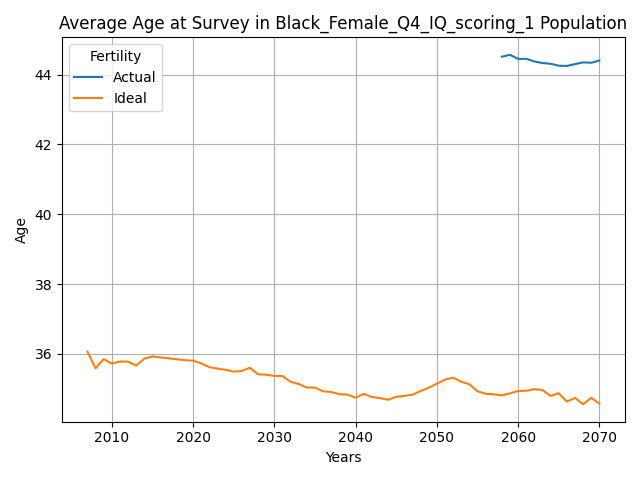 Average Age at Survey in Black_Female_Q4_IQ_scoring_1 Population
Fertility
Actual
Ideal
44
42
40
38
36
Age
2010 2020 2030 2040 2050 2060 2070
Years